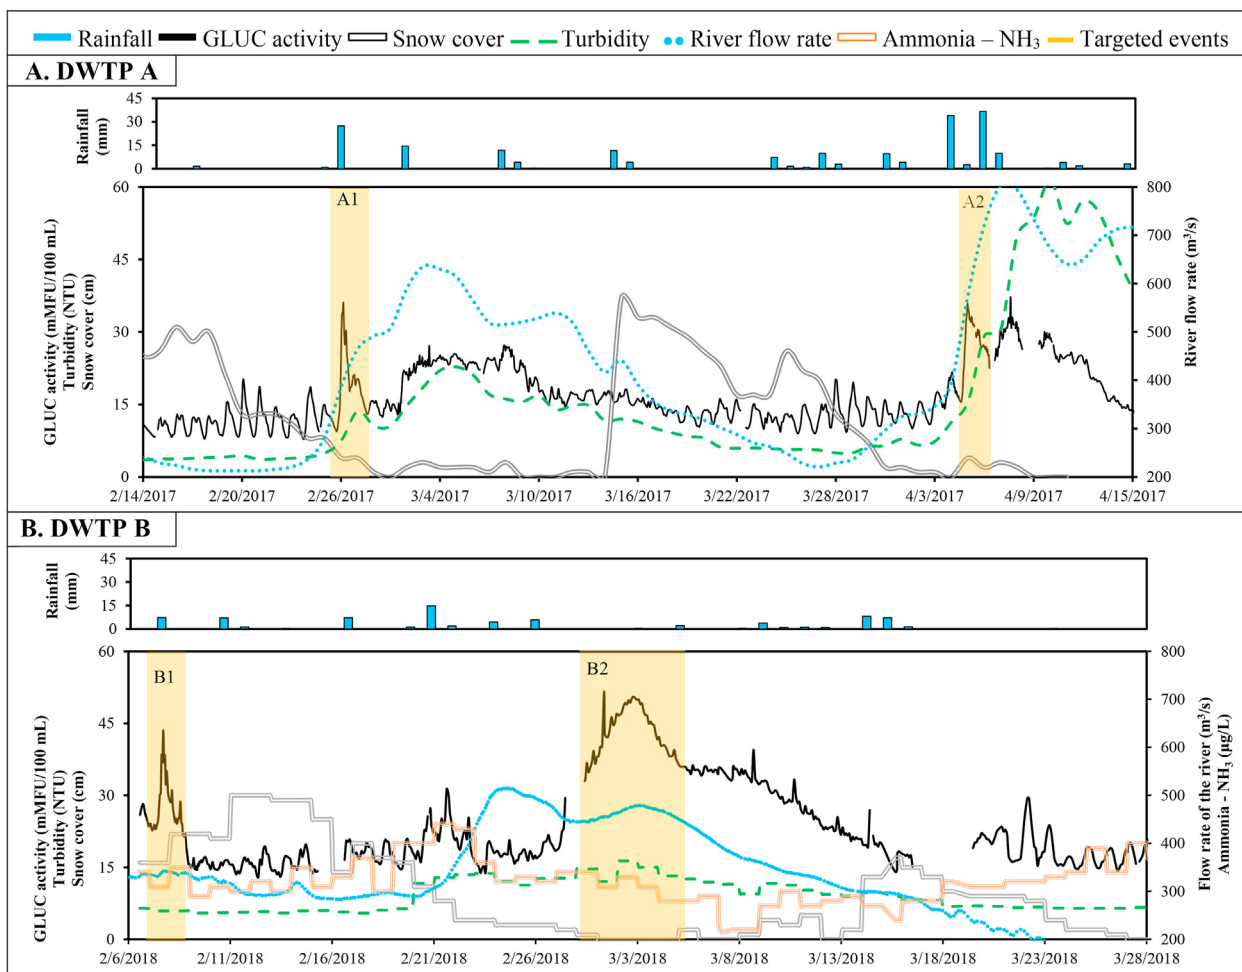 Rainfall GLUC activity Snow cover Turbidity River flow rate Ammonia – NH₃ Targeted events
A. DWTP A
Rainfall
(mm)
45
30
15
0
A1
A2
GLUC activity (mMFU/100 mL)
Turbidity (NTU)
Snow cover (cm)
60
45
30
15
0
River flow rate (m³/s)
800
700
600
500
400
300
200
2/14/2017 2/20/2017 2/26/2017 3/4/2017 3/10/2017 3/16/2017 3/22/2017 3/28/2017 4/3/2017 4/9/2017 4/15/2017
B. DWTP B
Rainfall
(mm)
45
30
15
0
B1
B2
GLUC activity (mMFU/100 mL)
Turbidity (NTU)
Snow cover (cm)
60
45
30
15
0
Flow rate of the river (m³/s)
Ammonia - NH₃ (µg/L)
800
700
600
500
400
300
200
2/6/2018 2/11/2018 2/16/2018 2/21/2018 2/26/2018 3/3/2018 3/8/2018 3/13/2018 3/18/2018 3/23/2018 3/28/2018